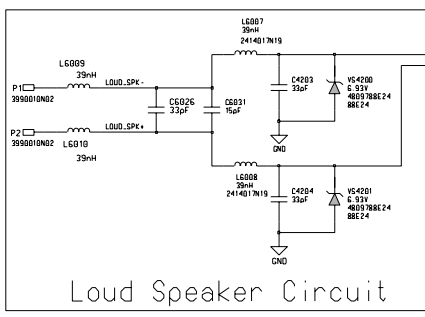 L6007
39nH
2414017N19
L6009
39nH
P1
3990010N02
LOUD_SPK-
C6026
33pF
C6031
15pF
C4203
33pF
VS4200
6.93V
4809788E24
88E24
GND
P2
3990010N02
LOUD_SPK+
L6010
39nH
L6008
39nH
2414017N19
C4204
33pF
VS4201
6.93V
4809788E24
88E24
GND
Loud Speaker Circuit